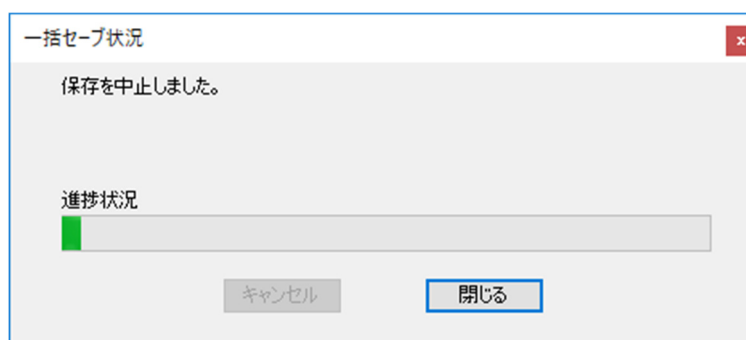 一括セーブ状況
x
保存を中止しました。
進捗状況
キャンセル
閉じる